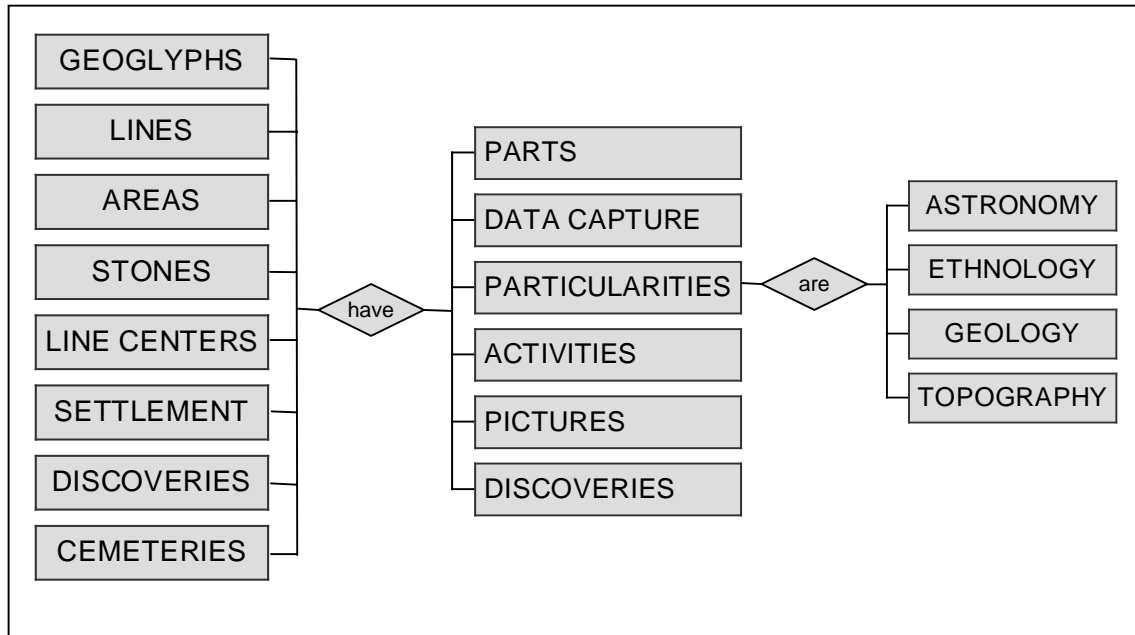 GEOGLYPHS
LINES
AREAS
STONES
LINE CENTERS
SETTLEMENT
DISCOVERIES
CEMETERIES
have
PARTS
DATA CAPTURE
PARTICULARITIES
ACTIVITIES
PICTURES
DISCOVERIES
are
ASTRONOMY
ETHNOLOGY
GEOLOGY
TOPOGRAPHY